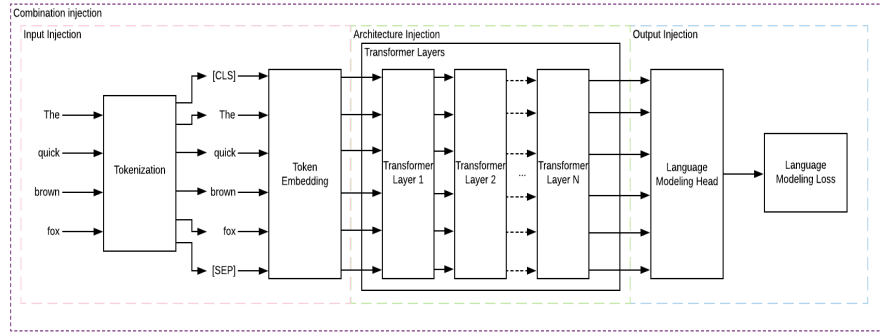 Combination injection
Input Injection
Architecture Injection
Output Injection
Transformer Layers
[CLS]
The
The
quick
quick
brown
brown
fox
fox
[SEP]
Tokenization
Token
Embedding
Transformer
Layer 1
Transformer
Layer 2
...
Transformer
Layer N
Language
Modeling Head
Language
Modeling Loss